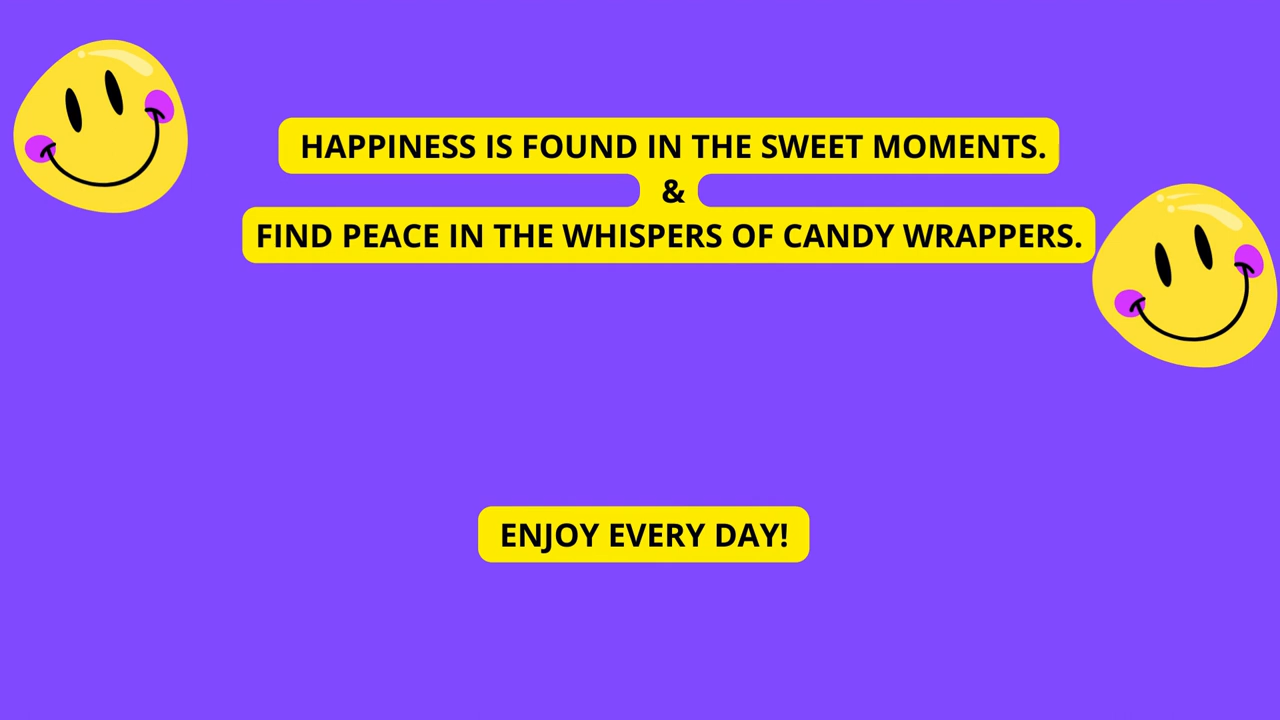 HAPPINESS IS FOUND IN THE SWEET MOMENTS.
&
FIND PEACE IN THE WHISPERS OF CANDY WRAPPERS.
ENJOY EVERY DAY!